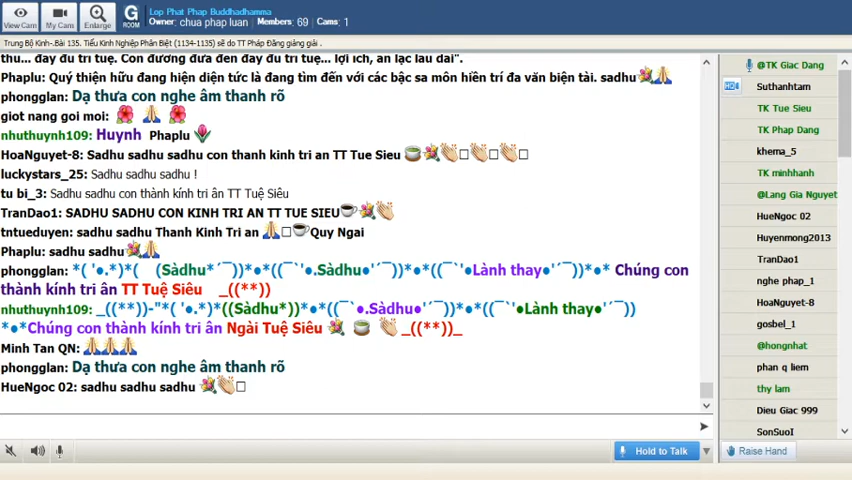 View Cam
My Cam
Enlarge
G
ROOM
Lop Phat Phap Buddhadhamma
Owner: chua phap luan Members: 69 Cams: 1
Trung Bộ Kinh-.Bài 135. Tiểu Kinh Nghiệp Phân Biệt (1134-1135) sẽ do TT Pháp Đăng giảng giải .
thú... đầy đủ trí tuệ. Con đường đưa đến đầy đủ trí tuệ... lợi ích, an lạc lâu dài".
Phaplu: Quý thiện hữu đang hiện diện tức là đang tìm đến với các bậc sa môn hiền trí đa văn biện tài. sadhu
phongglan: Dạ thưa con nghe âm thanh rõ
giot nang goi moi:
nhuthuynh109: Huynh Phaplu
HoaNguyet-8: Sadhu sadhu sadhu con thanh kinh tri an TT Tue Sieu
luckystars_25: Sadhu sadhu sadhu !
tu bi_3: Sadhu sadhu con thành kính tri ân TT Tuệ Siêu
TranDao1: SADHU SADHU CON KINH TRI AN TT TUE SIEU
tntueduyen: sadhu sadhu Thanh Kinh Tri an Quy Ngai
Phaplu: sadhu sadhu
phongglan: *( '•.*)*( (Sàdhu*´¯))*•*((¯`'•.Sàdhu•'´¯))*•*((¯`'•Lành thay•'´¯))*•* Chúng con
thành kính tri ân TT Tuệ Siêu _((**))
nhuthuynh109: _((**))-"*( '•.*)*((Sàdhu*))*•*((¯`'•.Sàdhu•'´¯))*•*((¯`'•Lành thay•'´¯))
*•*Chúng con thành kính tri ân Ngài Tuệ Siêu _((**))_
Minh Tan QN:
phongglan: Dạ thưa con nghe âm thanh rõ
HueNgoc 02: sadhu sadhu sadhu
Hold to Talk
@TK Giac Dang
Suthanhtam
TK Tue Sieu
TK Phap Dang
khema_5
TK minhhanh
@Lang Gia Nguyet
HueNgoc 02
Huyenmong2013
TranDao1
nghe phap_1
HoaNguyet-8
gosbel_1
@hongnhat
phan q liem
thy lam
Dieu Giac 999
SonSuoI
Raise Hand